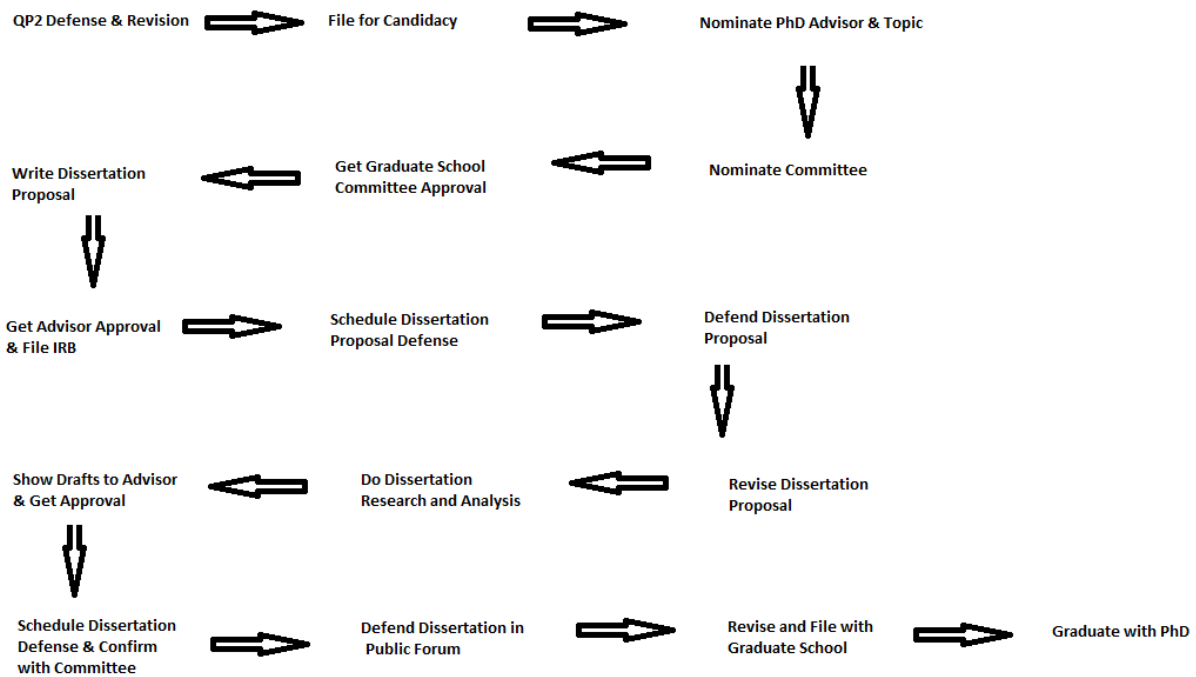 QP2 Defense & Revision
File for Candidacy
Nominate PhD Advisor & Topic
Nominate Committee
Get Graduate School
Committee Approval
Write Dissertation
Proposal
Get Advisor Approval
& File IRB
Schedule Dissertation
Proposal Defense
Defend Dissertation
Proposal
Revise Dissertation
Proposal
Do Dissertation
Research and Analysis
Show Drafts to Advisor
& Get Approval
Schedule Dissertation
Defense & Confirm
with Committee
Defend Dissertation in
Public Forum
Revise and File with
Graduate School
Graduate with PhD